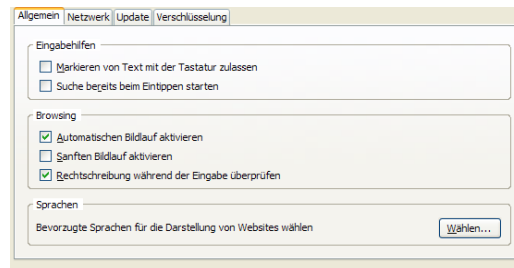 Allgemein Netzwerk Update Verschlüsselung
Eingabehilfen
Markieren von Text mit der Tastatur zulassen
Suche bereits beim Eintippen starten
Browsing
Automatischen Bildlauf aktivieren
Sanften Bildlauf aktivieren
Rechtschreibung während der Eingabe überprüfen
Sprachen
Bevorzugte Sprachen für die Darstellung von Websites wählen Wählen...